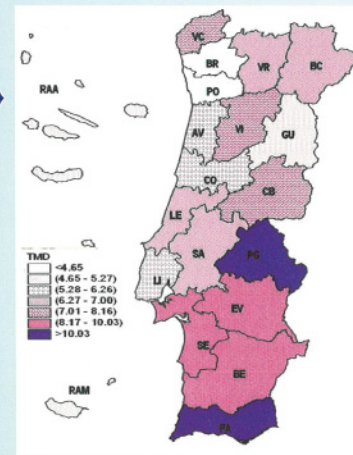 VC
BR
VR
BC
RAA
PO
AV
VI
GU
CO
CB
LE
SA
PG
LI
EV
SE
BE
RAM
FA
TMD
<4.65
(4.65 - 5.27)
(5.28 - 6.26)
(6.27 - 7.00)
(7.01 - 8.16)
(8.17 - 10.03)
>10.03